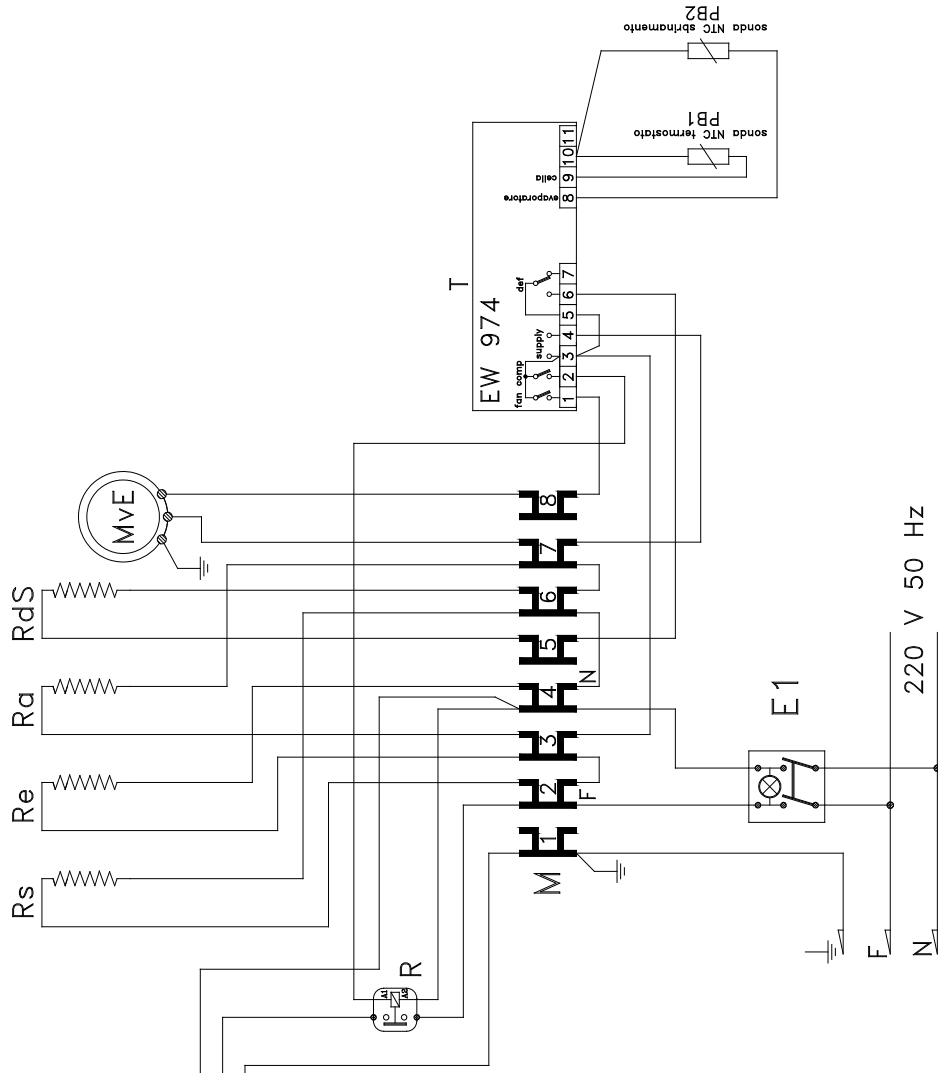 PB2
sonda NTC sbrinamento
PB1
sonda NTC termostato
T
EW 974
evaporatore
cella
8
9
10
11
fan
comp
supply
def
1
2
3
4
5
6
7
MvE
RdS
Ra
Re
Rs
8
7
6
5
4
N
3
2
F
1
M
E1
220 V 50 Hz
R
A1
A2
F
N